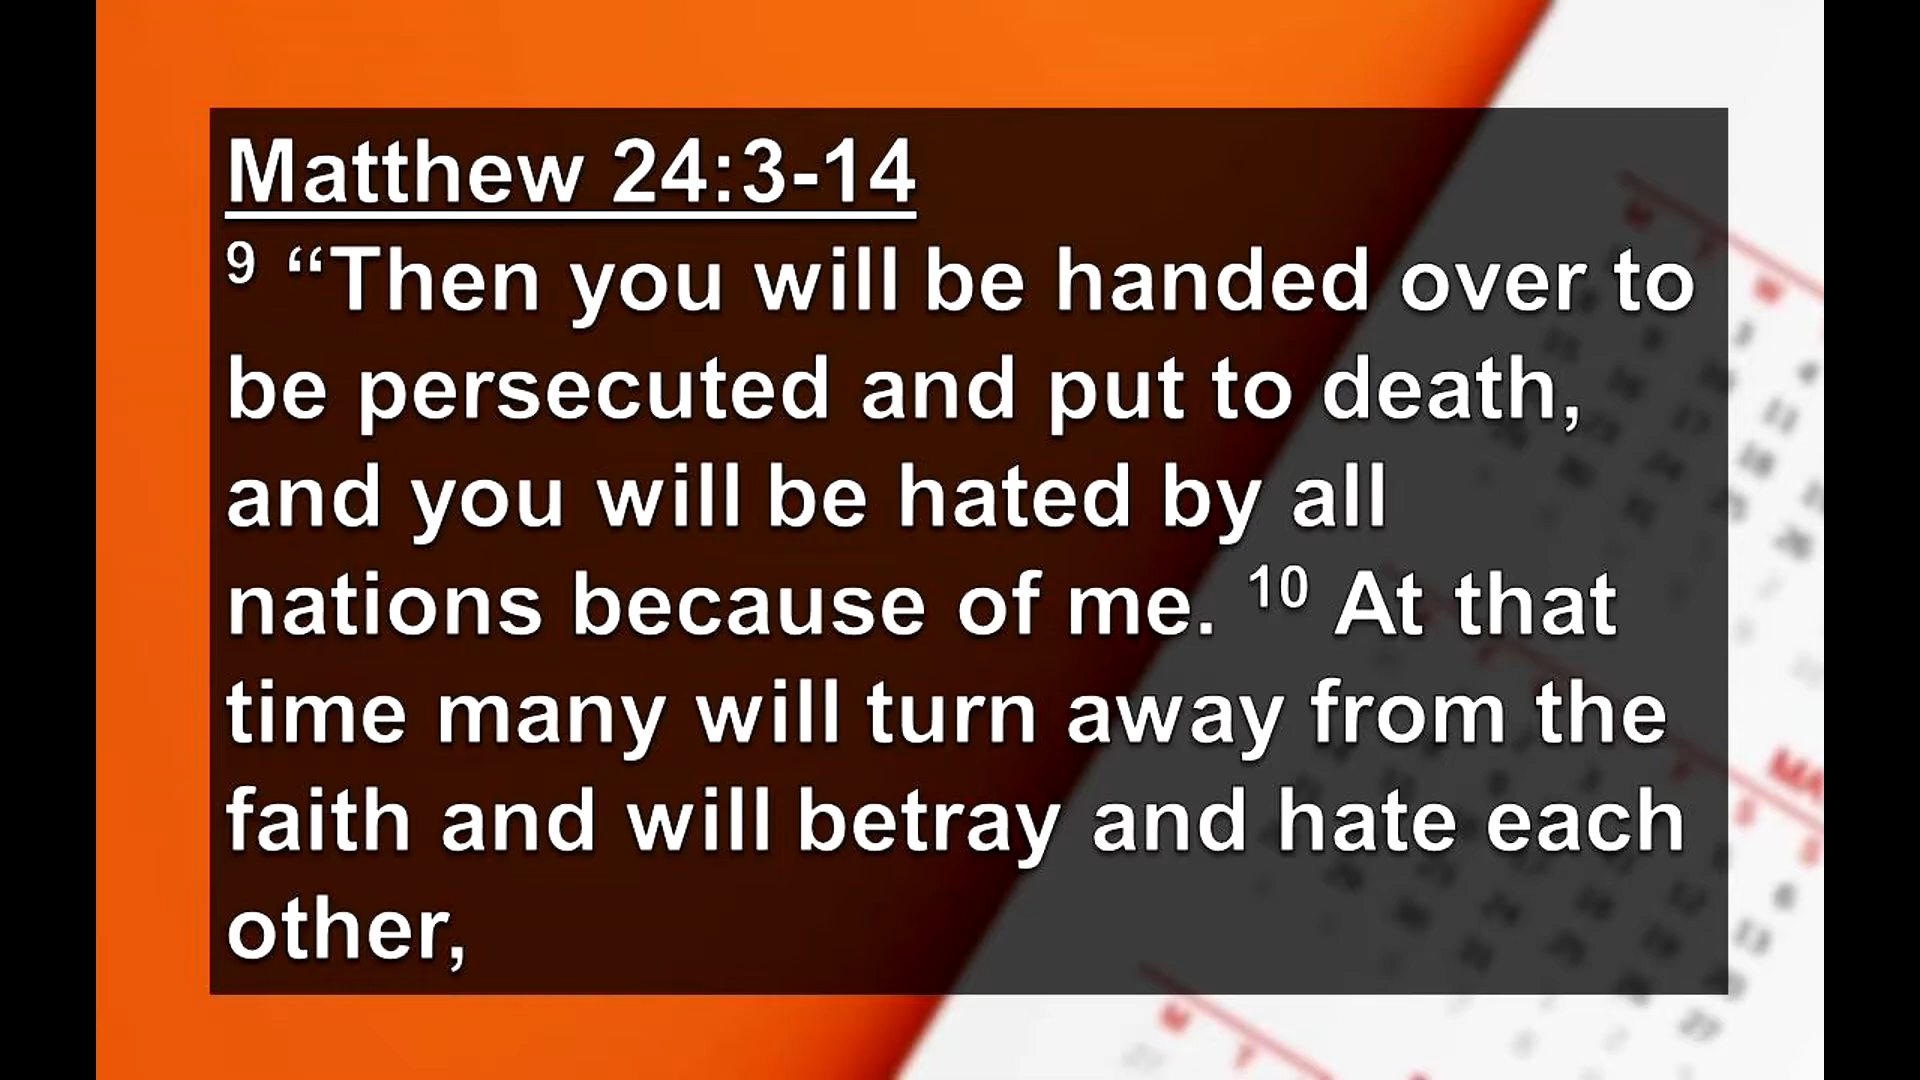 Matthew 24:3-14
9 “Then you will be handed over to
be persecuted and put to death,
and you will be hated by all
nations because of me. 10 At that
time many will turn away from the
faith and will betray and hate each
other,